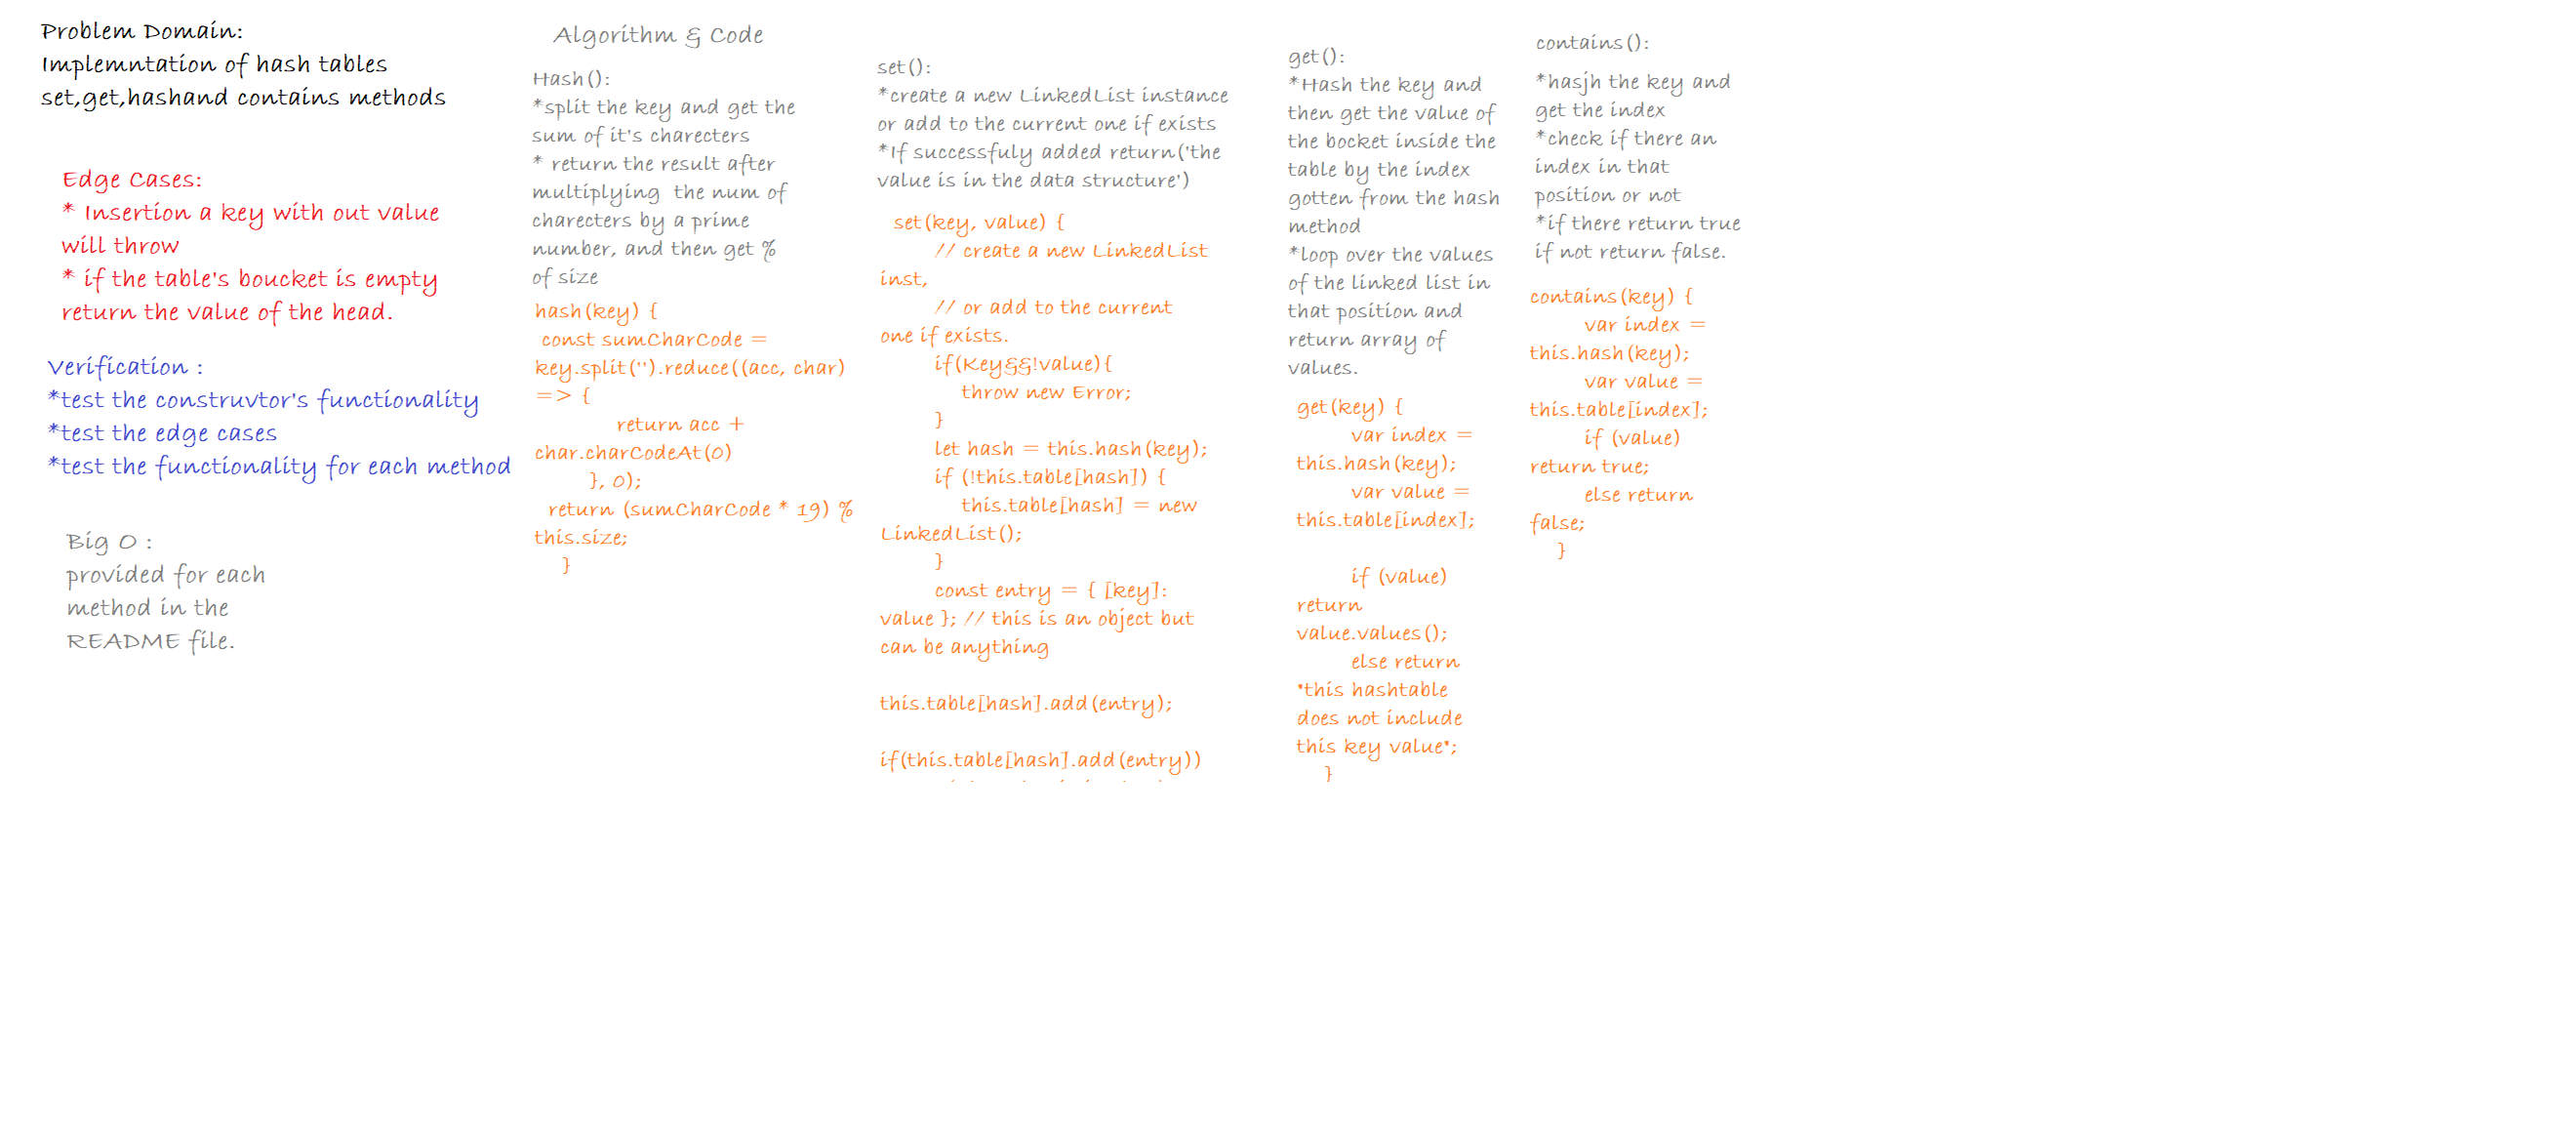 Problem Domain:
Implemntation of hash tables
set,get,hashand contains methods
Edge Cases:
* Insertion a key with out value
will throw
* if the table's boucket is empty
return the value of the head.
Verification :
*test the construvtor's functionality
*test the edge cases
*test the functionality for each method
Big O :
provided for each
method in the
README file.
Algorithm & Code
Hash():
*split the key and get the
sum of it's charecters
* return the result after
multiplying  the num of
charecters by a prime
number, and then get %
of size
hash(key) {
const sumCharCode =
key.split('').reduce((acc, char)
=> {
return acc +
char.charCodeAt(0)
}, 0);
return (sumCharCode * 19) %
this.size;
}
set():
*create a new LinkedList instance
or add to the current one if exists
*If successfuly added return('the
value is in the data structure')
set(key, value) {
// create a new LinkedList
inst,
// or add to the current
one if exists.
if(Key&&!value){
throw new Error;
}
let hash = this.hash(key);
if (!this.table[hash]) {
this.table[hash] = new
LinkedList();
}
const entry = { [key]:
value }; // this is an object but
can be anything
this.table[hash].add(entry);
if(this.table[hash].add(entry))
get():
*Hash the key and
then get the value of
the bocket inside the
table by the index
gotten from the hash
method
*loop over the values
of the linked list in
that position and
return array of
values.
get(key) {
var index =
this.hash(key);
var value =
this.table[index];
if (value)
return
value.values();
else return
"this hashtable
does not include
this key value";
}
contains():
*hasjh the key and
get the index
*check if there an
index in that
position or not
*if there return true
if not return false.
contains(key) {
var index =
this.hash(key);
var value =
this.table[index];
if (value)
return true;
else return
false;
}